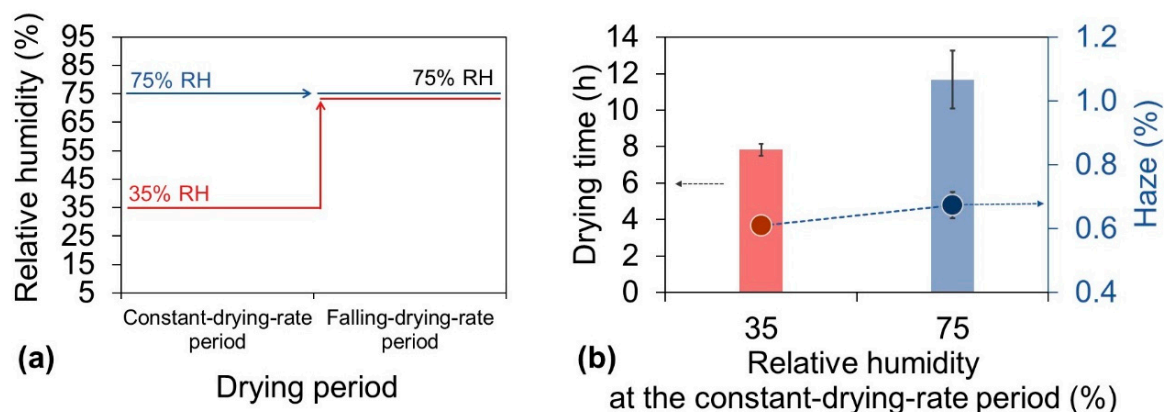 Relative humidity (%)
95
85
75
65
55
45
35
25
15
5
75% RH
75% RH
35% RH
Constant-drying-rate
period
Falling-drying-rate
period
Drying period
(a)
Drying time (h)
14
12
10
8
6
4
2
0
1.2
1.0
0.8
0.6
0.4
Haze (%)
35
75
Relative humidity
at the constant-drying-rate period (%)
(b)